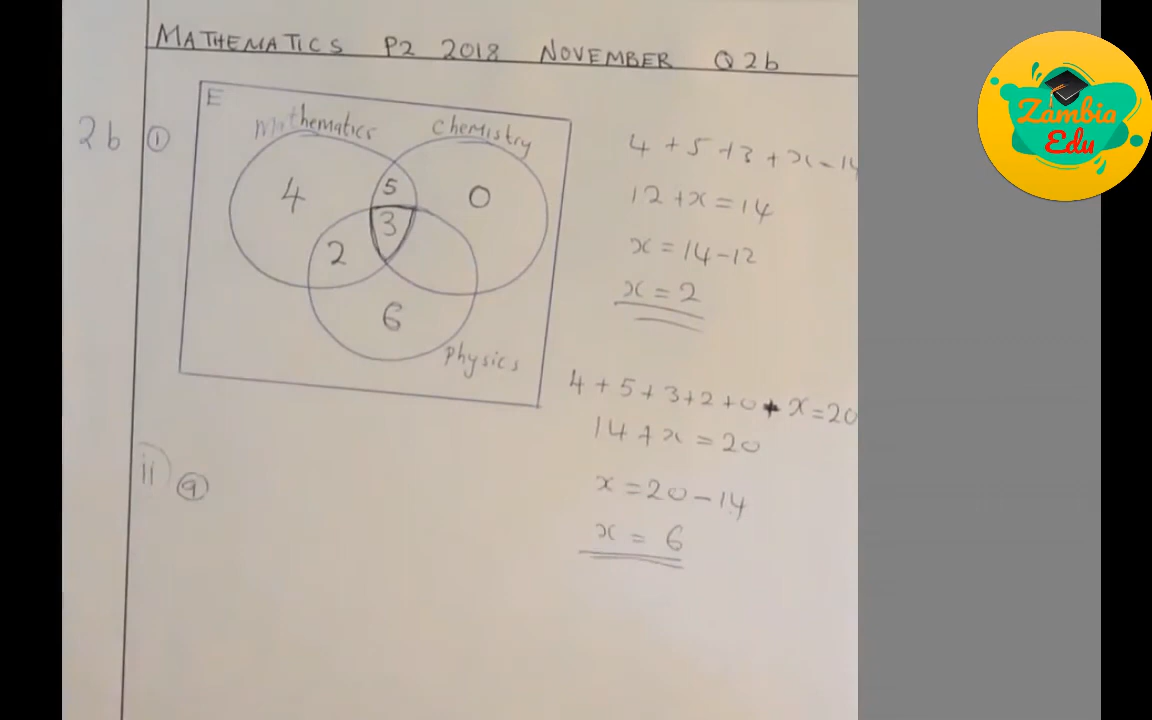 MATHEMATICS P2 2018 NOVEMBER Q2b
Zambia
Edu
2b i
E
Mathematics Chemistry
4 5 0
3
2
6
Physics
4 + 5 + 3 + x = 14
12 + x = 14
x = 14 - 12
x = 2
4 + 5 + 3 + 2 + 0 + x = 20
14 + x = 20
x = 20 - 14
x = 6
ii) a